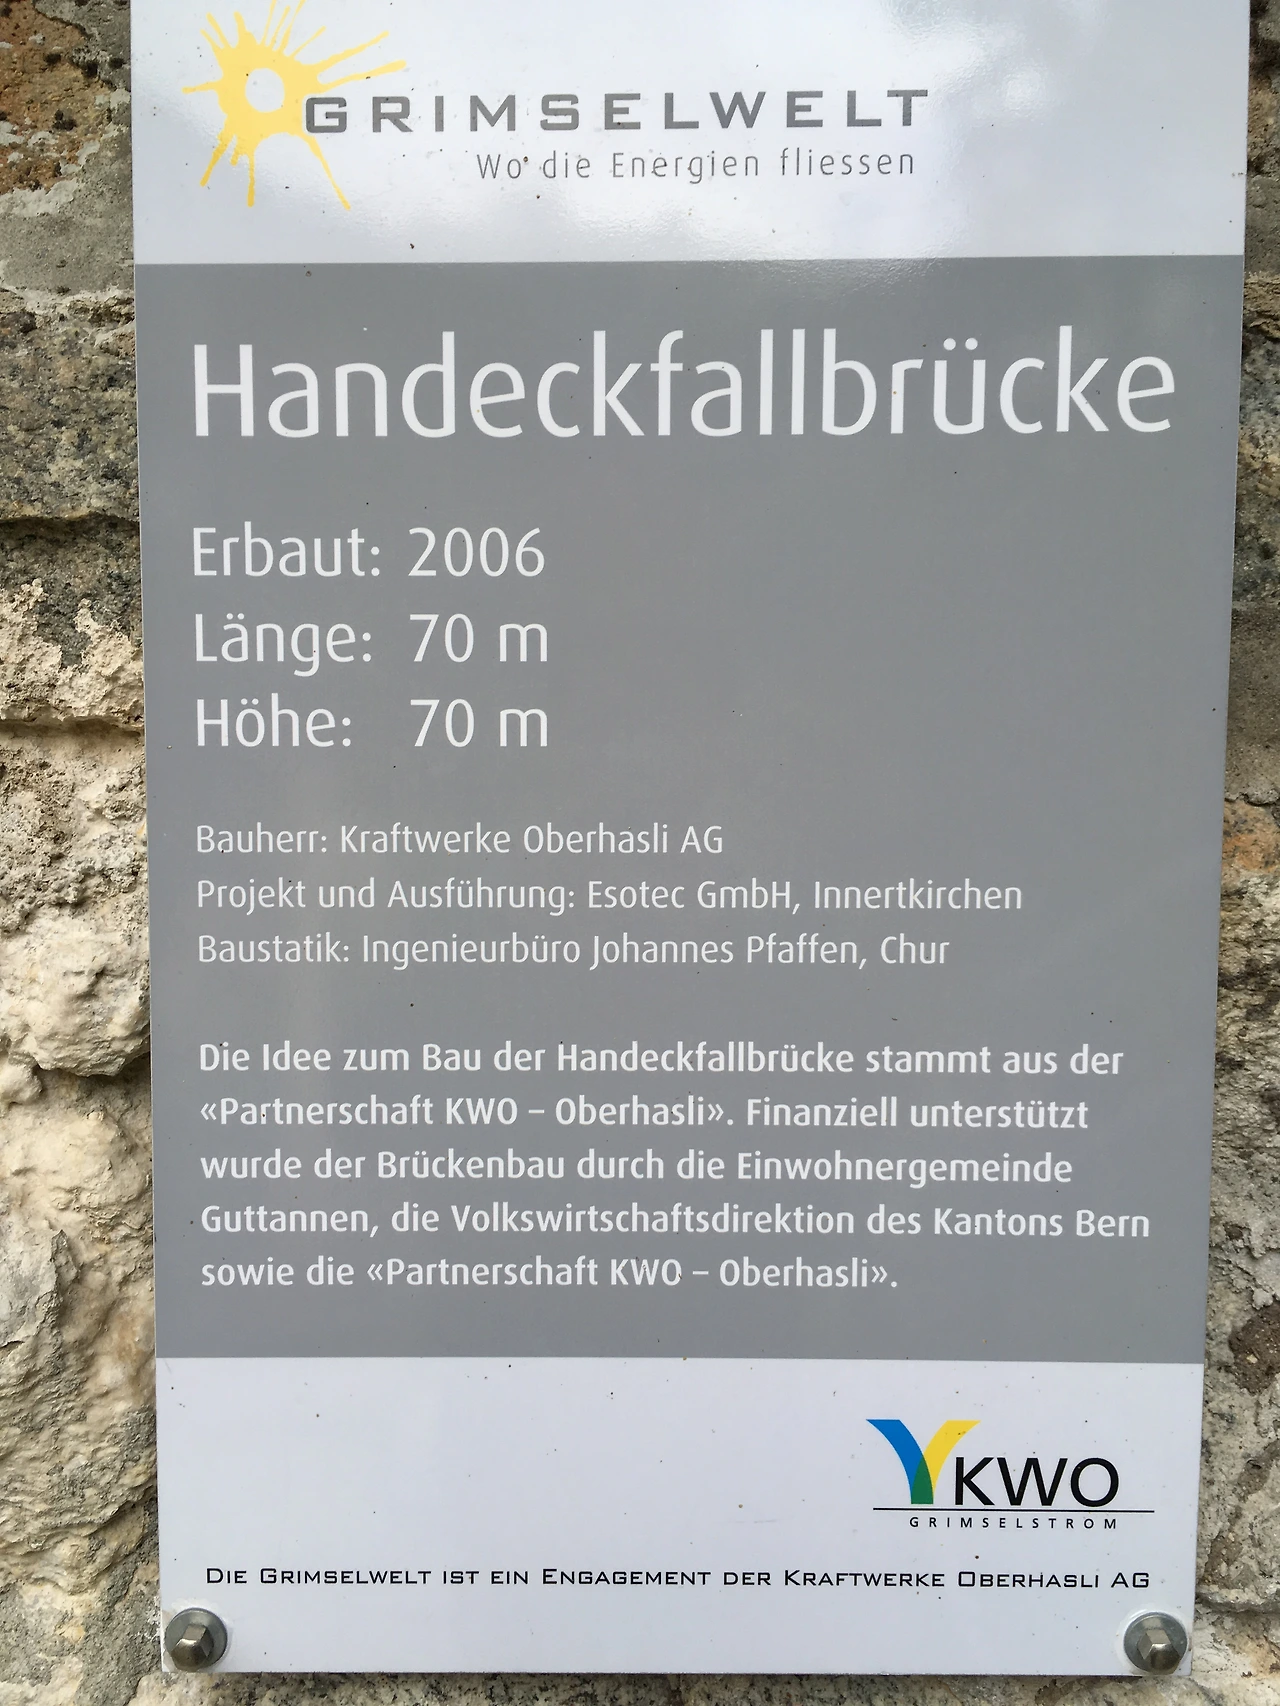 GRIMSELWELT
Wo die Energien fliessen
Handeckfallbrücke
Erbaut: 2006
Länge: 70 m
Höhe: 70 m
Bauherr: Kraftwerke Oberhasli AG
Projekt und Ausführung: Esotec GmbH, Innertkirchen
Baustatik: Ingenieurbüro Johannes Pfaffen, Chur
Die Idee zum Bau der Handeckfallbrücke stammt aus der
«Partnerschaft KWO – Oberhasli». Finanziell unterstützt
wurde der Brückenbau durch die Einwohnergemeinde
Guttannen, die Volkswirtschaftsdirektion des Kantons Bern
sowie die «Partnerschaft KWO – Oberhasli».
KWO
GRIMSELSTROM
DIE GRIMSELWELT IST EIN ENGAGEMENT DER KRAFTWERKE OBERHASLI AG